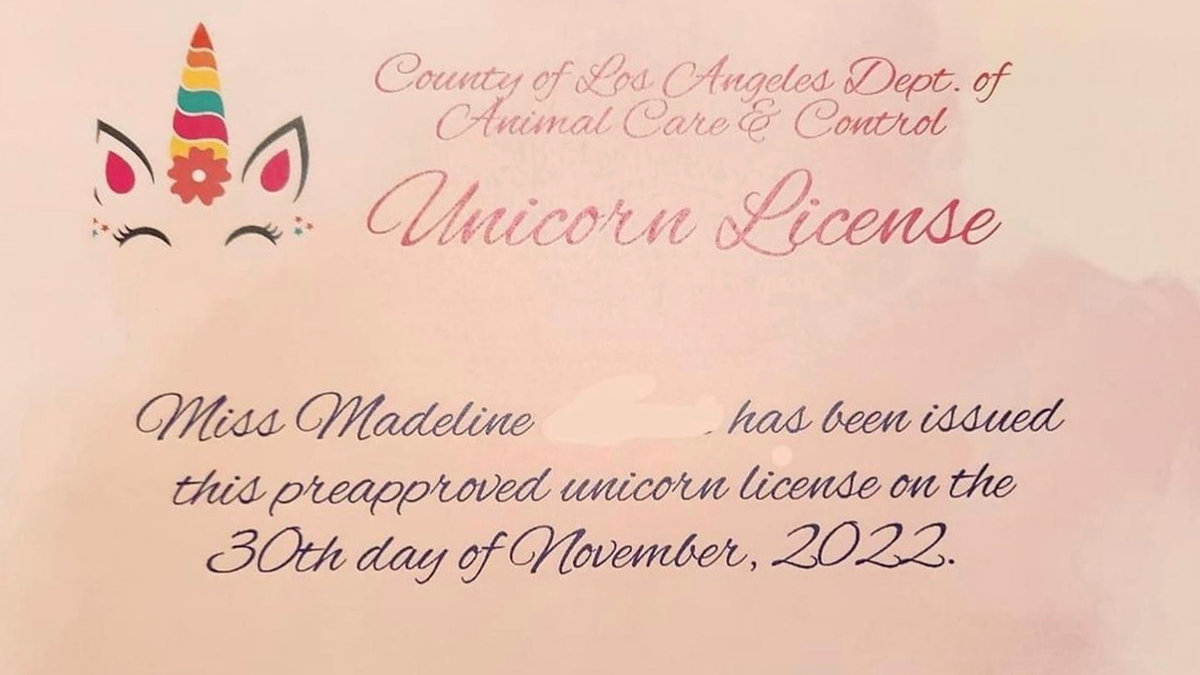 County of Los Angeles Dept. of
Animal Care & Control
Unicorn License
Miss Madeline has been issued
this preapproved unicorn license on the
30th day of November, 2022.